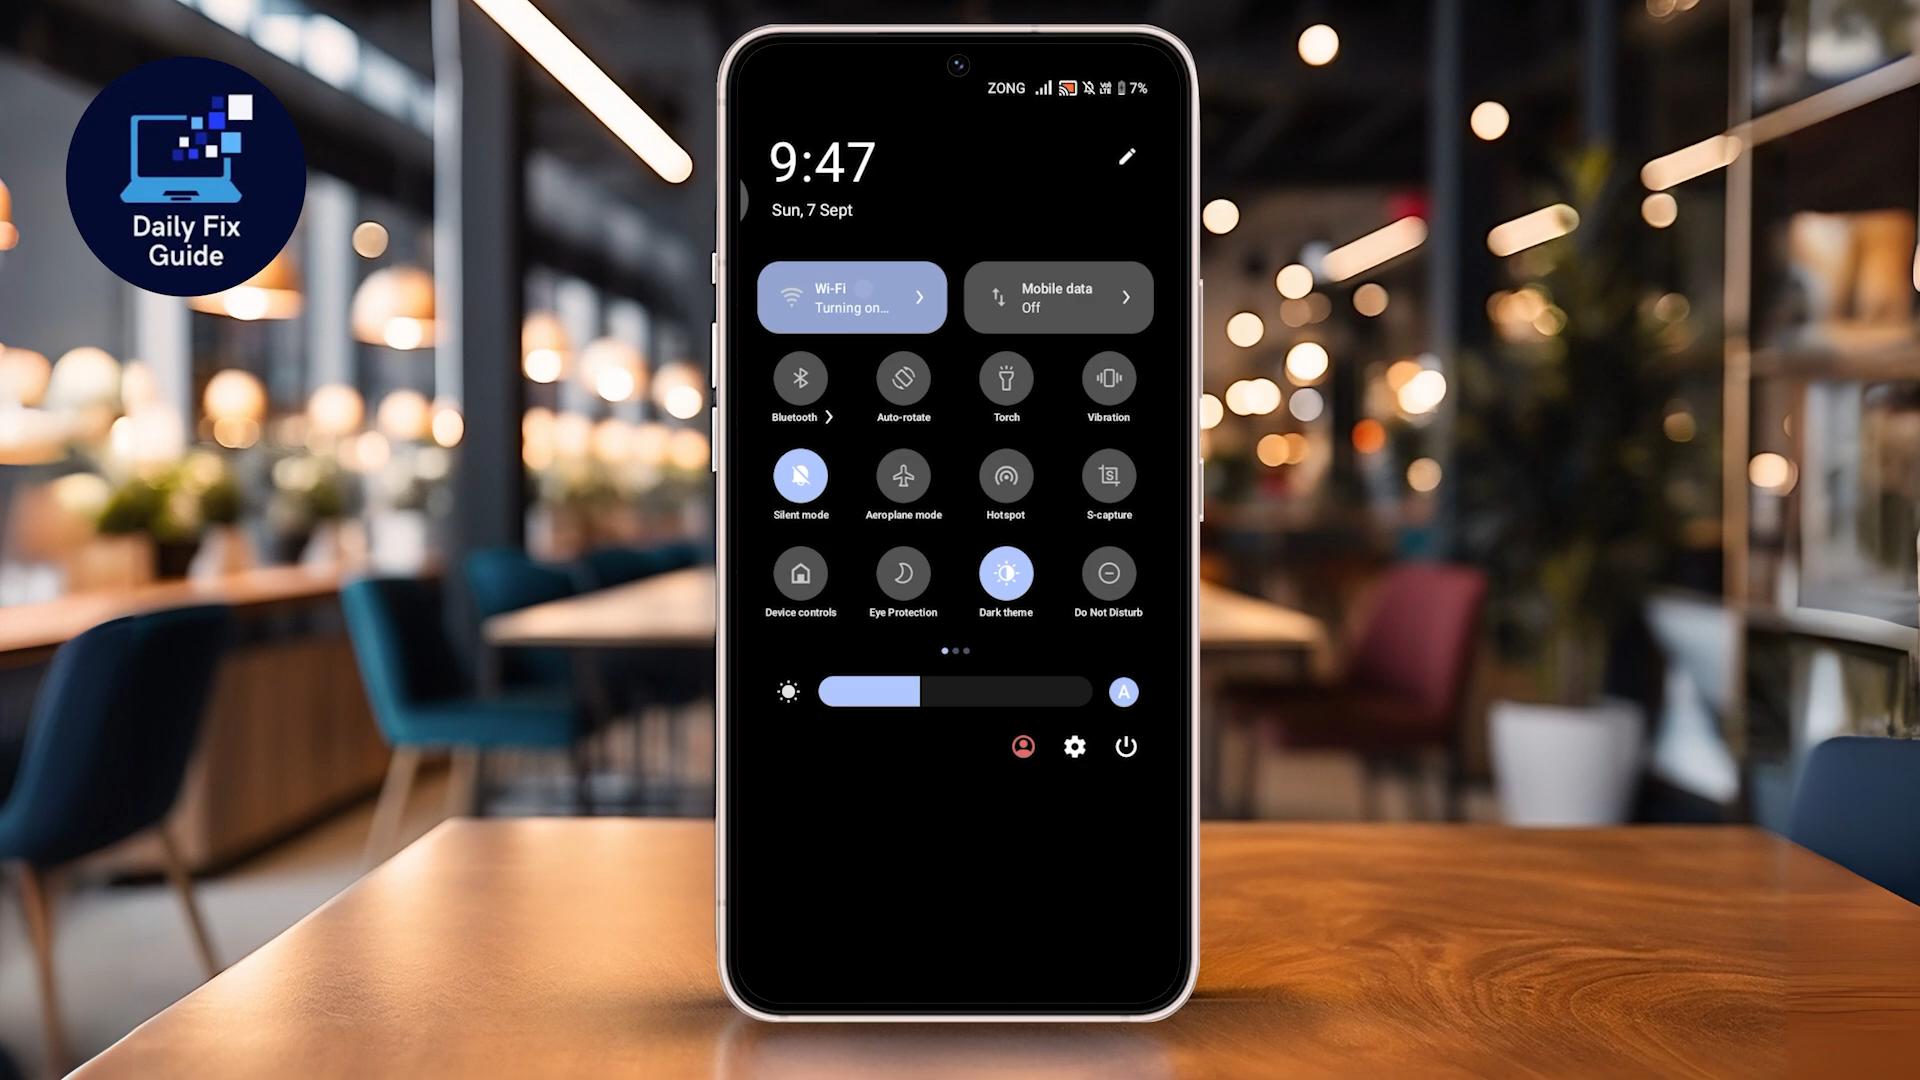 Daily Fix
Guide
ZONG 7%
9:47
Sun, 7 Sept
Wi-Fi
Turning on...
Mobile data
Off
Bluetooth
Auto-rotate
Torch
Vibration
Silent mode
Aeroplane mode
Hotspot
S-capture
Device controls
Eye Protection
Dark theme
Do Not Disturb
A